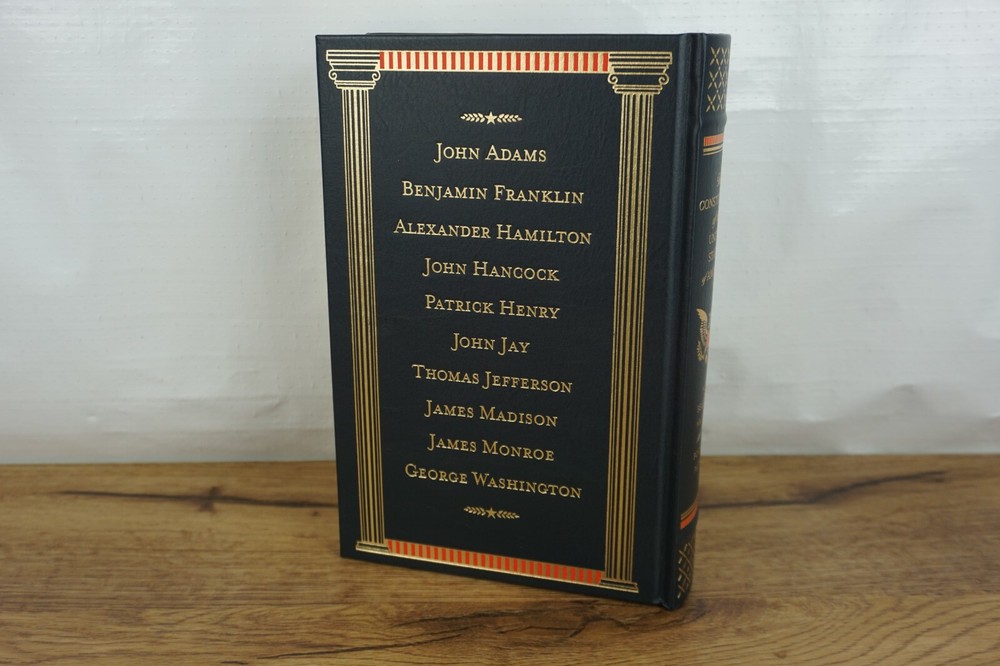 John Adams
Benjamin Franklin
Alexander Hamilton
John Hancock
Patrick Henry
John Jay
Thomas Jefferson
James Madison
James Monroe
George Washington